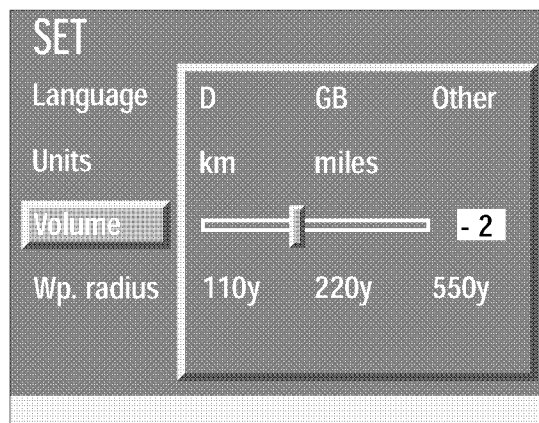 SET
Language D GB Other
Units km miles
Volume - 2
Wp. radius 110y 220y 550y